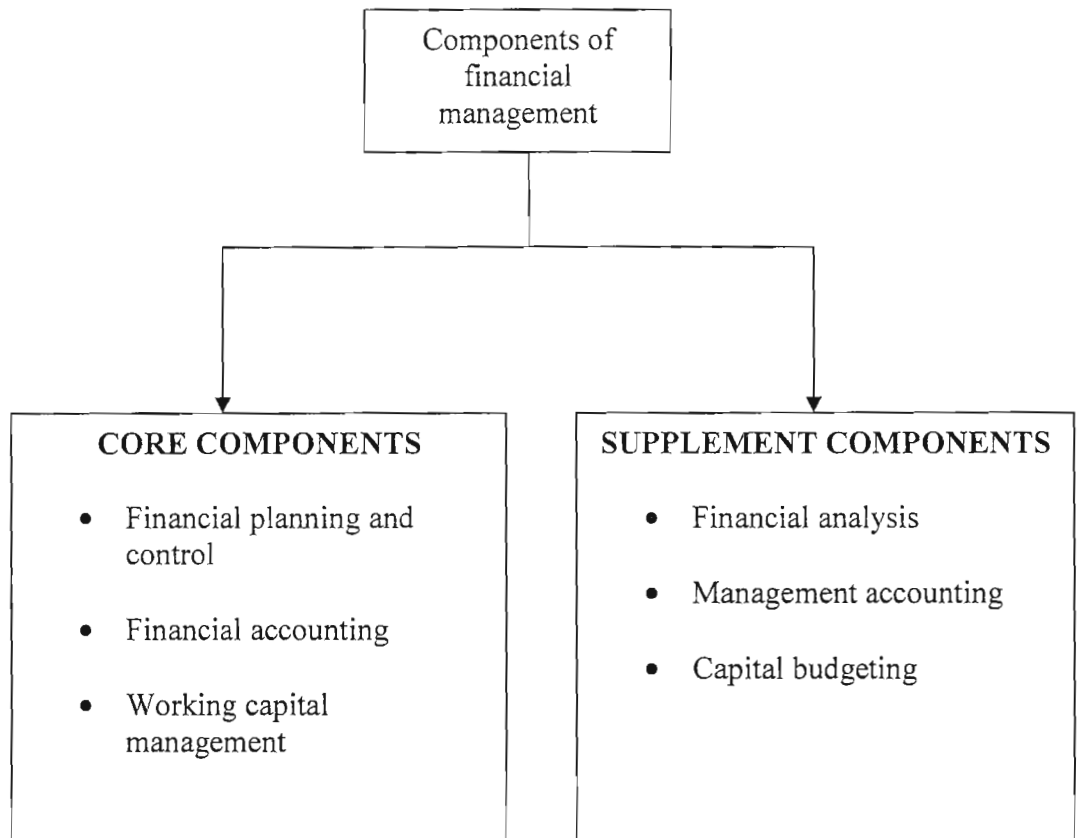 Components of
financial
management
CORE COMPONENTS
• Financial planning and
control
• Financial accounting
• Working capital
management
SUPPLEMENT COMPONENTS
• Financial analysis
• Management accounting
• Capital budgeting